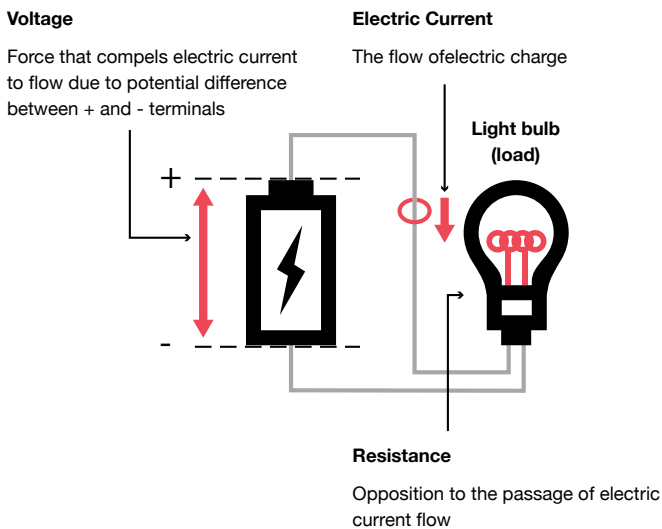 Voltage
Force that compels electric current
to flow due to potential difference
between + and - terminals
Electric Current
The flow ofelectric charge
Light bulb
(load)
+
-
Resistance
Opposition to the passage of electric
current flow